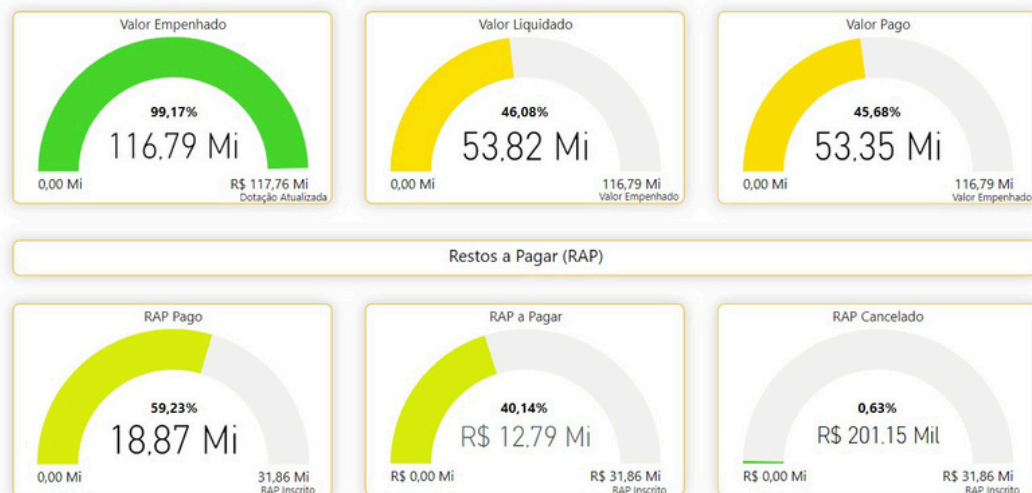 Valor Empenhado
99,17%
116,79 Mi
0,00 Mi
R$ 117,76 Mi
Dotação Atualizada
Valor Liquidado
46,08%
53,82 Mi
0,00 Mi
116,79 Mi
Valor Empenhado
Valor Pago
45,68%
53,35 Mi
0,00 Mi
116,79 Mi
Valor Empenhado
Restos a Pagar (RAP)
RAP Pago
59,23%
18,87 Mi
0,00 Mi
31,86 Mi
RAP Inscrito
RAP a Pagar
40,14%
R$ 12,79 Mi
R$ 0,00 Mi
R$ 31,86 Mi
RAP Inscrito
RAP Cancelado
0,63%
R$ 201,15 Mil
R$ 0,00 Mi
R$ 31,86 Mi
RAP Inscrito